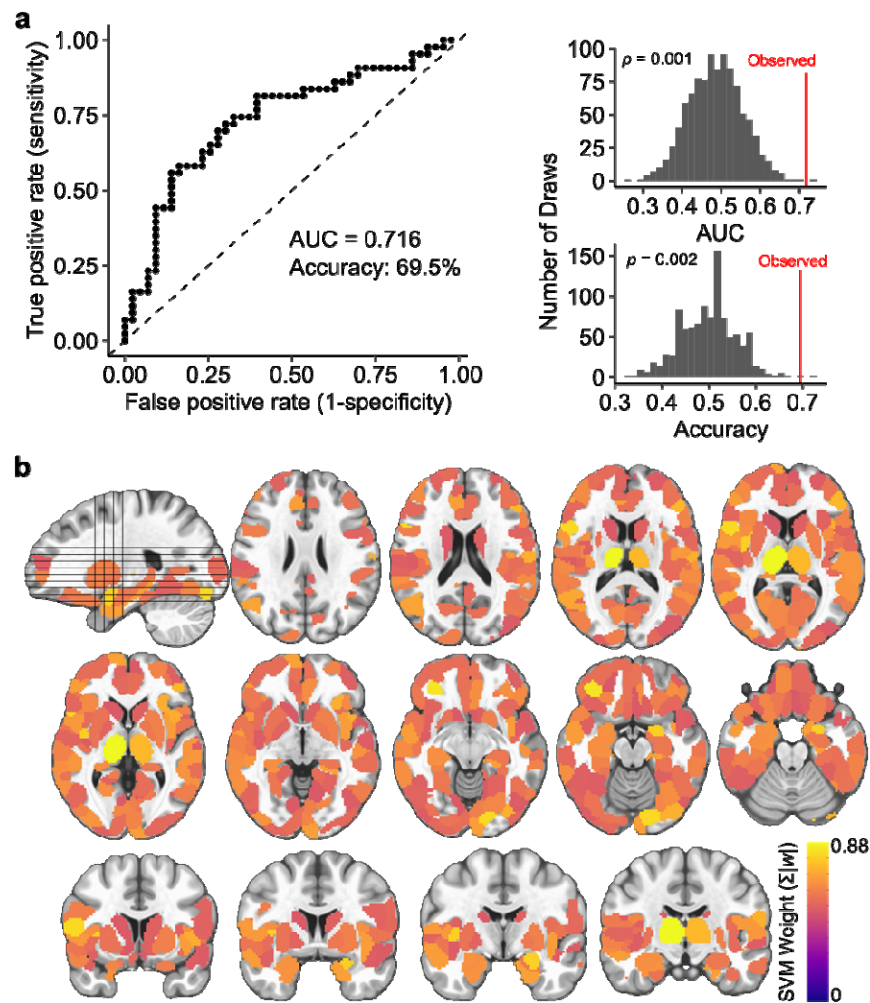 a
1.00
0.75
0.50
0.25
0.00
True positive rate (sensitivity)
AUC = 0.716
Accuracy: 69.5%
0.00 0.25 0.50 0.75 1.00
False positive rate (1-specificity)
100
75
50
25
0
p = 0.001
Observed
0.3 0.4 0.5 0.6 0.7
AUC
Number of Draws
150
100
50
0
p = 0.002
Observed
0.3 0.4 0.5 0.6 0.7
Accuracy
b
0.88
SVM Weight (Σ|w|)
0